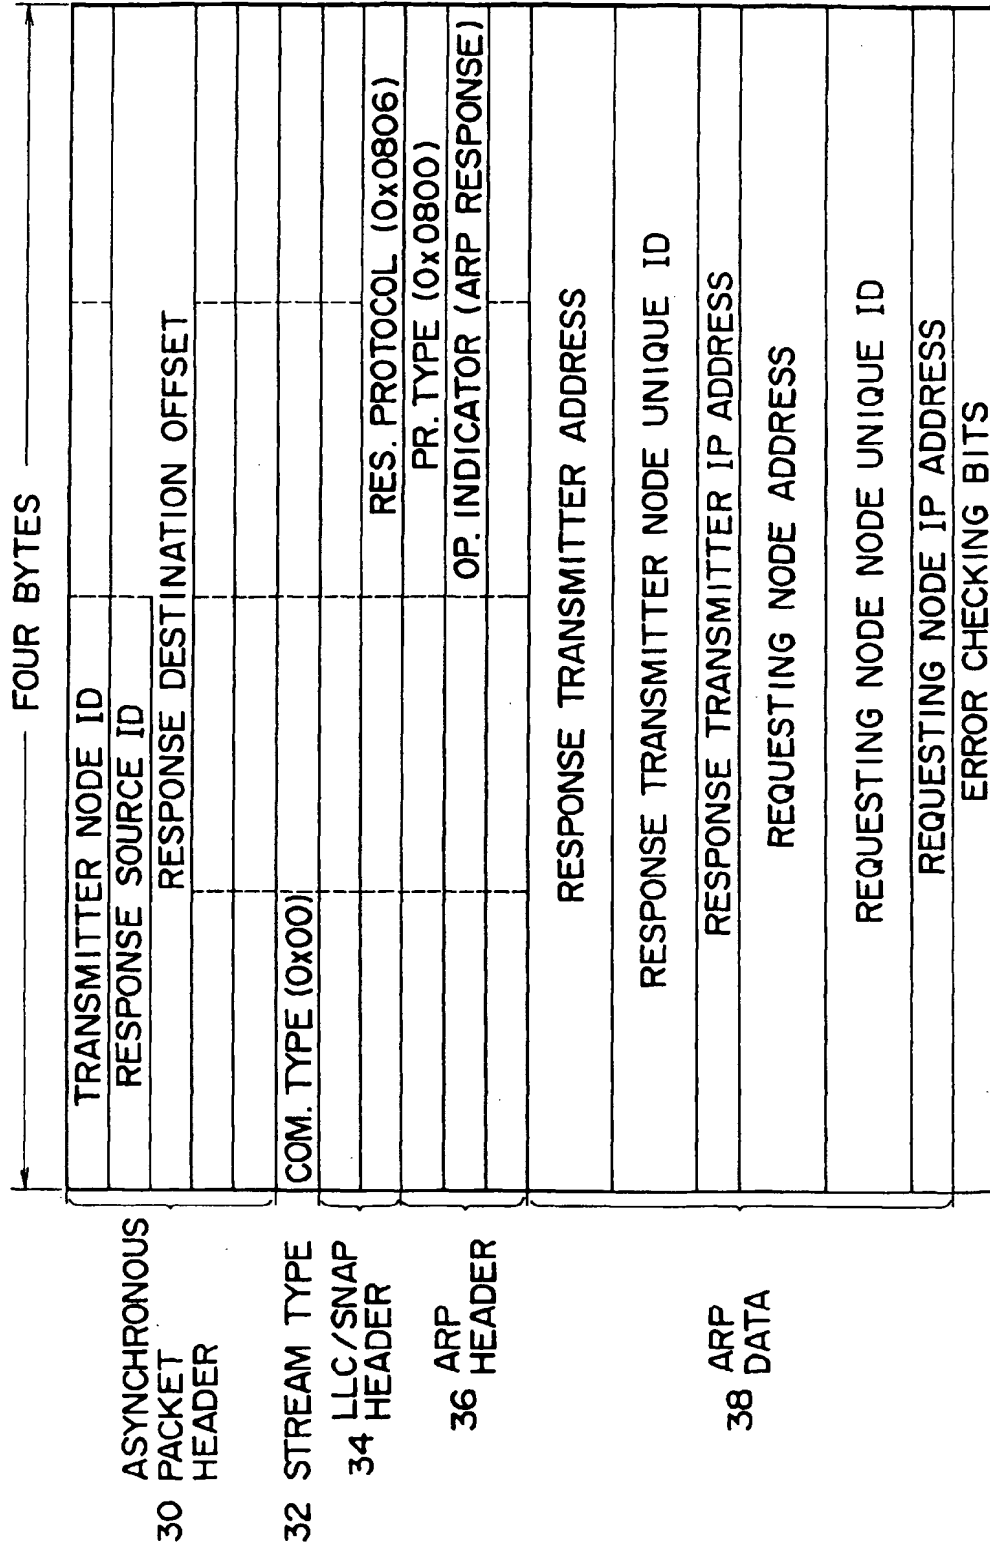 FOUR BYTES
ASYNCHRONOUS
30 PACKET
HEADER
TRANSMITTER NODE ID
RESPONSE SOURCE ID
RESPONSE DESTINATION OFFSET
32 STREAM TYPE
COM. TYPE (0x00)
34 LLC/SNAP
HEADER
RES. PROTOCOL (0x0806)
36 ARP
HEADER
PR. TYPE (0x0800)
OP. INDICATOR (ARP RESPONSE)
38 ARP
DATA
RESPONSE TRANSMITTER ADDRESS
RESPONSE TRANSMITTER NODE UNIQUE ID
RESPONSE TRANSMITTER IP ADDRESS
REQUESTING NODE ADDRESS
REQUESTING NODE NODE UNIQUE ID
REQUESTING NODE IP ADDRESS
ERROR CHECKING BITS